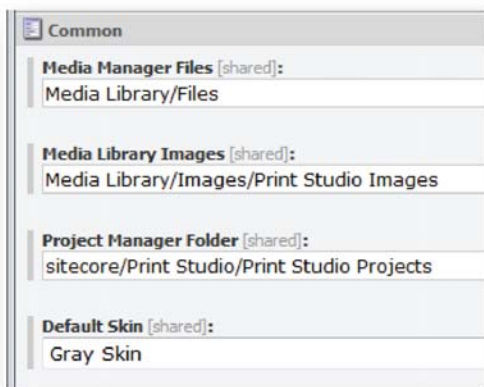 Common
Media Manager Files [shared]:
Media Library/Files
Media Library Images [shared]:
Media Library/Images/Print Studio Images
Project Manager Folder [shared]:
sitecore/Print Studio/Print Studio Projects
Default Skin [shared]:
Gray Skin